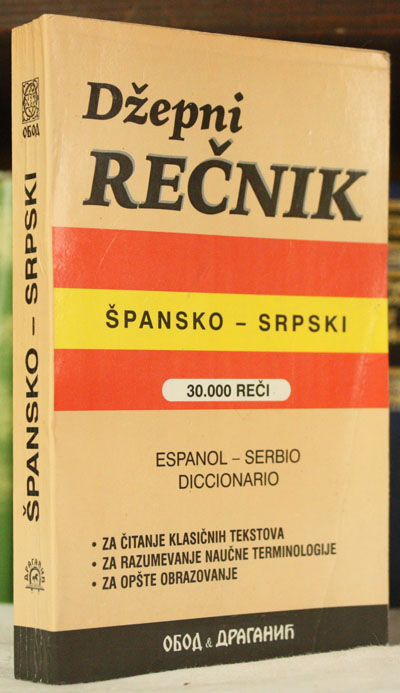 Džepni
REČNIK
ŠPANSKO – SRPSKI
30.000 REČI
ESPANOL – SERBIO
DICCIONARIO
• ZA ČITANJE KLASIČNIH TEKSTOVA
• ZA RAZUMEVANJE NAUČNE TERMINOLOGIJE
• ZA OPŠTE OBRAZOVANJE
ОБОД & ДРАГАНИЋ
ОБОД
ŠPANSKO – SRPSKI
Драганић